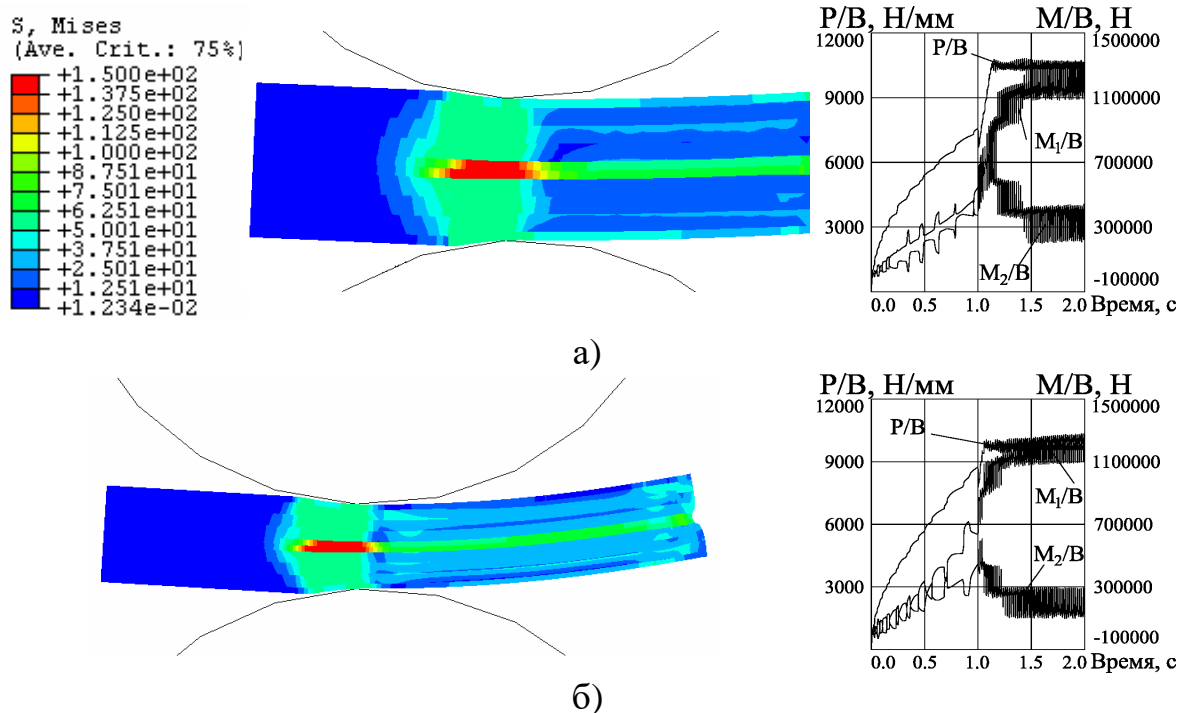 S, Mises
(Ave. Crit.: 75%)
+1.500e+02
+1.375e+02
+1.250e+02
+1.125e+02
+1.000e+02
+8.751e+01
+7.501e+01
+6.251e+01
+5.001e+01
+3.751e+01
+2.501e+01
+1.251e+01
+1.234e-02
P/B, Н/мм M/B, Н
12000 1500000
P/B
9000 1100000
M1/B
6000 700000
3000 300000
M2/B
-100000
0.0 0.5 1.0 1.5 2.0 Время, с
а)
P/B, Н/мм M/B, Н
12000 1500000
P/B
9000 1100000
M1/B
6000 700000
M2/B
3000 300000
-100000
0.0 0.5 1.0 1.5 2.0 Время, с
б)